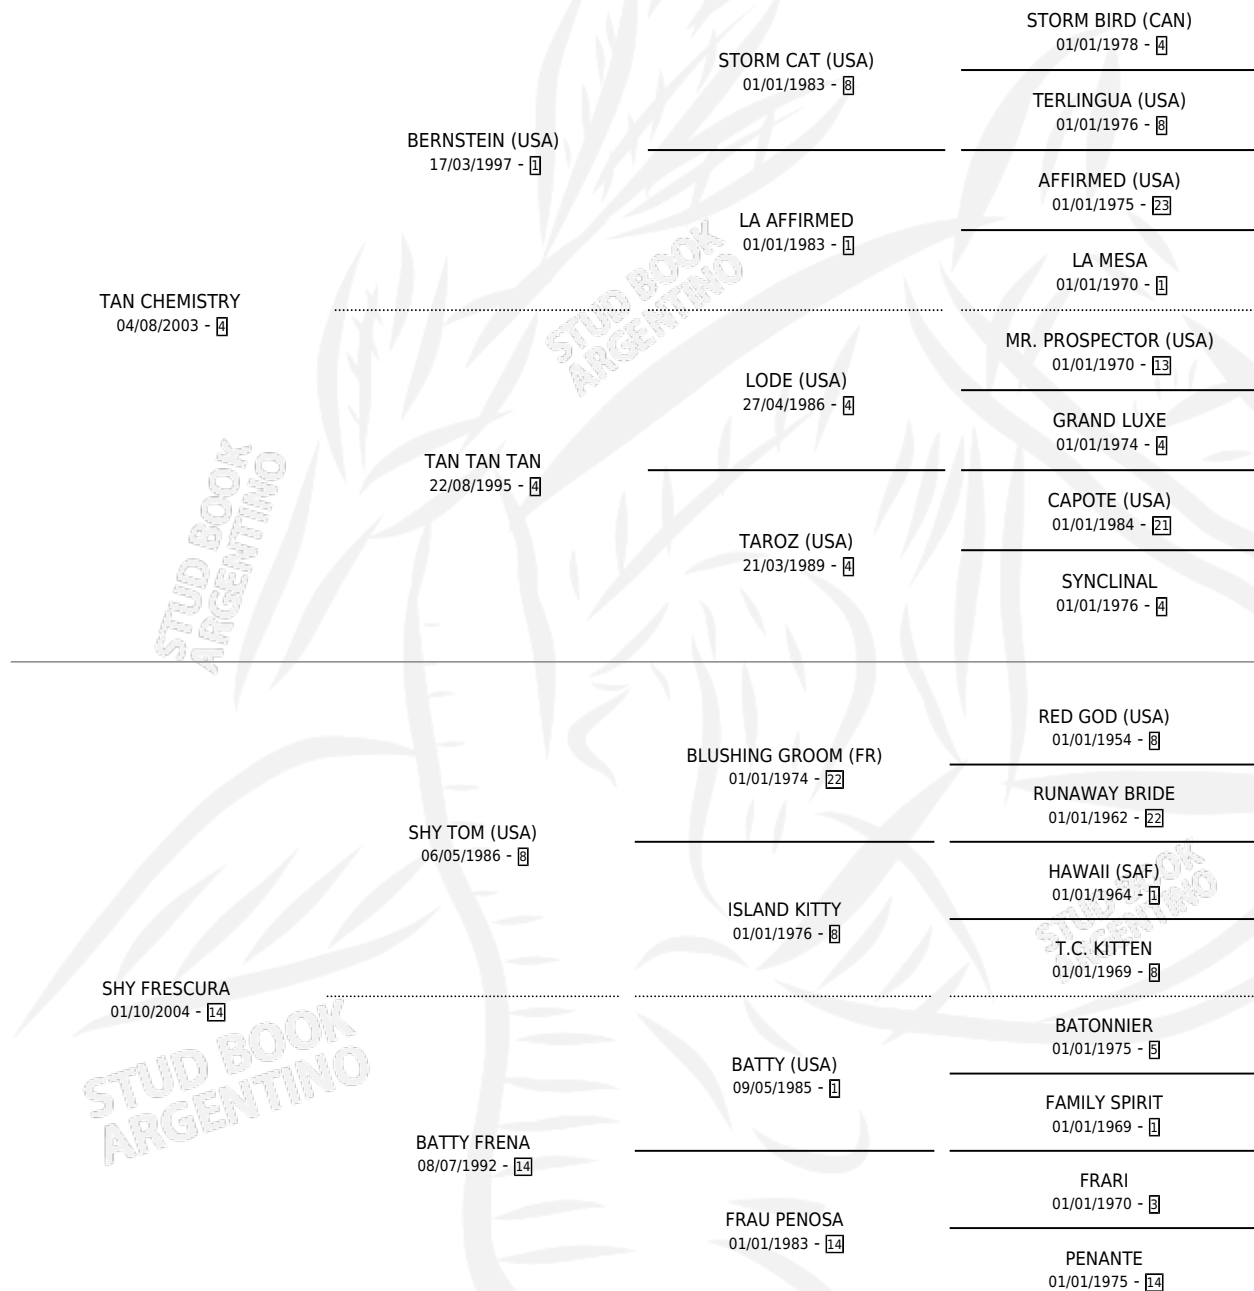 STORM BIRD (CAN)
01/01/1978 - 4
STORM CAT (USA)
01/01/1983 - 8
TERLINGUA (USA)
01/01/1976 - 8
BERNSTEIN (USA)
17/03/1997 - 1
AFFIRMED (USA)
01/01/1975 - 23
LA AFFIRMED
01/01/1983 - 1
LA MESA
01/01/1970 - 1
TAN CHEMISTRY
04/08/2003 - 4
STUD BOOK
ARGENTINO
MR. PROSPECTOR (USA)
01/01/1970 - 13
LODE (USA)
27/04/1986 - 4
GRAND LUXE
01/01/1974 - 4
TAN TAN TAN
22/08/1995 - 4
CAPOTE (USA)
01/01/1984 - 21
TAROZ (USA)
21/03/1989 - 4
SYNCLINAL
01/01/1976 - 4
STUD BOOK
ARGENTINO
RED GOD (USA)
01/01/1954 - 8
BLUSHING GROOM (FR)
01/01/1974 - 22
RUNAWAY BRIDE
01/01/1962 - 22
SHY TOM (USA)
06/05/1986 - 8
HAWAII (SAF)
01/01/1964 - 1
STUD BOOK
ARGENTINO
ISLAND KITTY
01/01/1976 - 8
T.C. KITTEN
01/01/1969 - 8
SHY FRESCURA
01/10/2004 - 14
STUD BOOK
ARGENTINO
BATONNIER
01/01/1975 - 5
BATTY (USA)
09/05/1985 - 1
FAMILY SPIRIT
01/01/1969 - 1
BATTY FRENA
08/07/1992 - 14
FRARI
01/01/1970 - 3
FRAU PENOSA
01/01/1983 - 14
PENANTE
01/01/1975 - 14